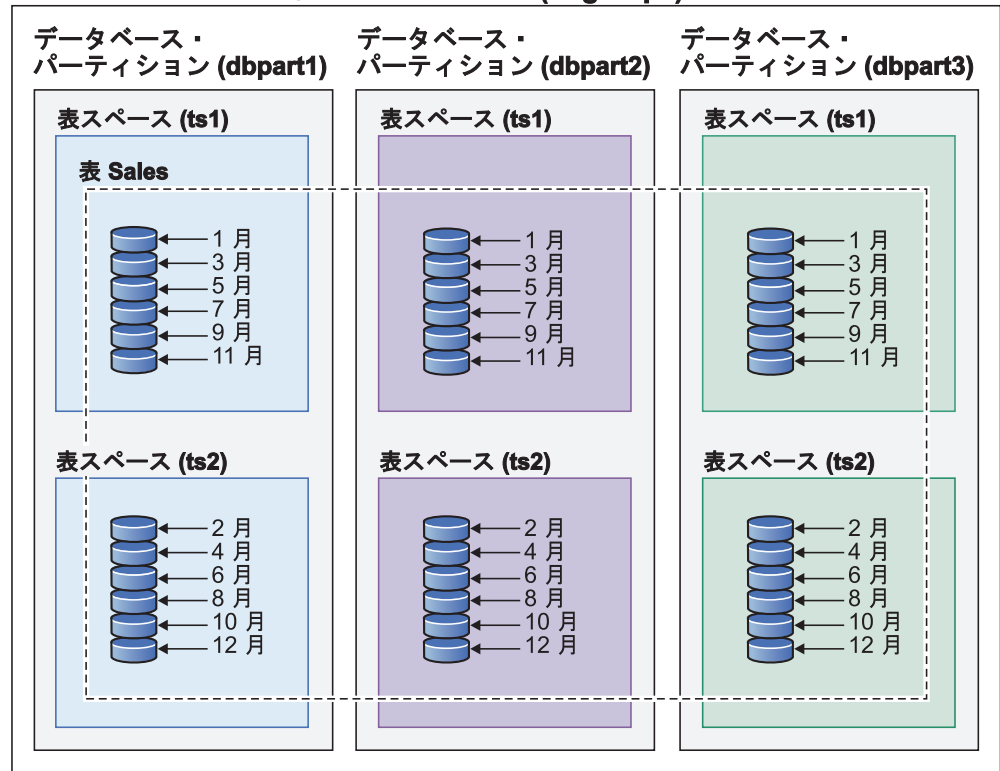 データベース・
パーティション (dbpart1)
データベース・
パーティション (dbpart2)
データベース・
パーティション (dbpart3)
表スペース (ts1)
表 Sales
1 月
3 月
5 月
7 月
9 月
11 月
表スペース (ts2)
2 月
4 月
6 月
8 月
10 月
12 月
表スペース (ts1)
1 月
3 月
5 月
7 月
9 月
11 月
表スペース (ts2)
2 月
4 月
6 月
8 月
10 月
12 月
表スペース (ts1)
1 月
3 月
5 月
7 月
9 月
11 月
表スペース (ts2)
2 月
4 月
6 月
8 月
10 月
12 月